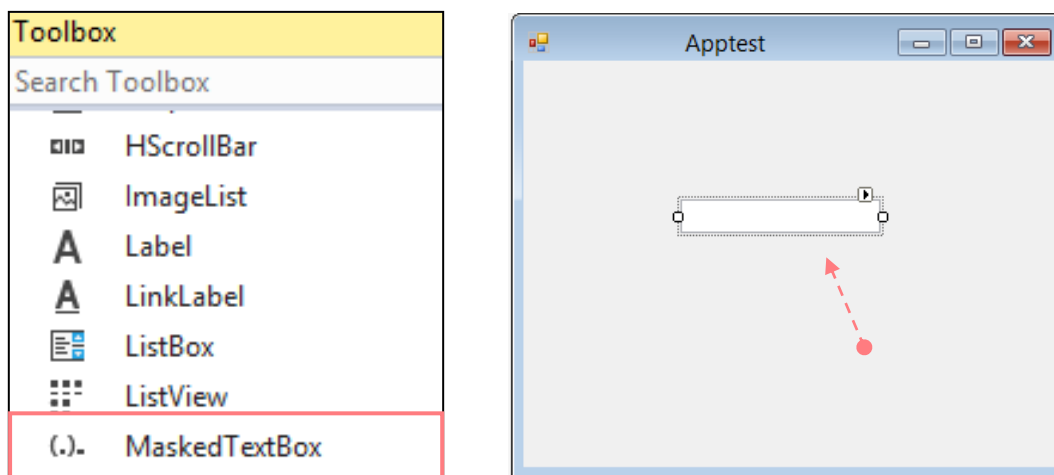 Toolbox
Search Toolbox
HScrollBar
ImageList
Label
LinkLabel
ListBox
ListView
MaskedTextBox
Apptest